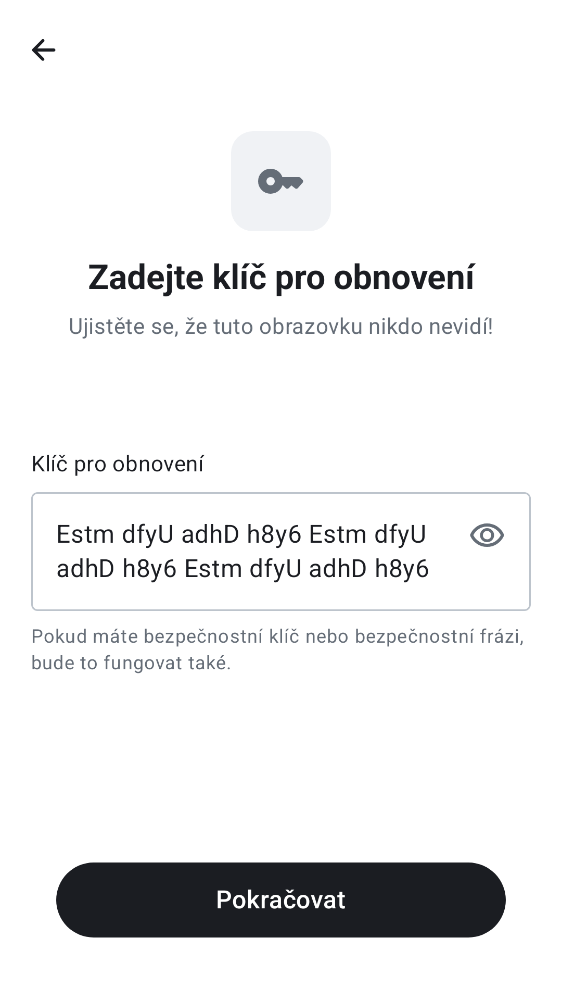 Zadejte klíč pro obnovení
Ujistěte se, že tuto obrazovku nikdo nevidí!
Klíč pro obnovení
Estm dfyU adhD h8y6 Estm dfyU
adhD h8y6 Estm dfyU adhD h8y6
Pokud máte bezpečnostní klíč nebo bezpečnostní frázi,
bude to fungovat také.
Pokračovat